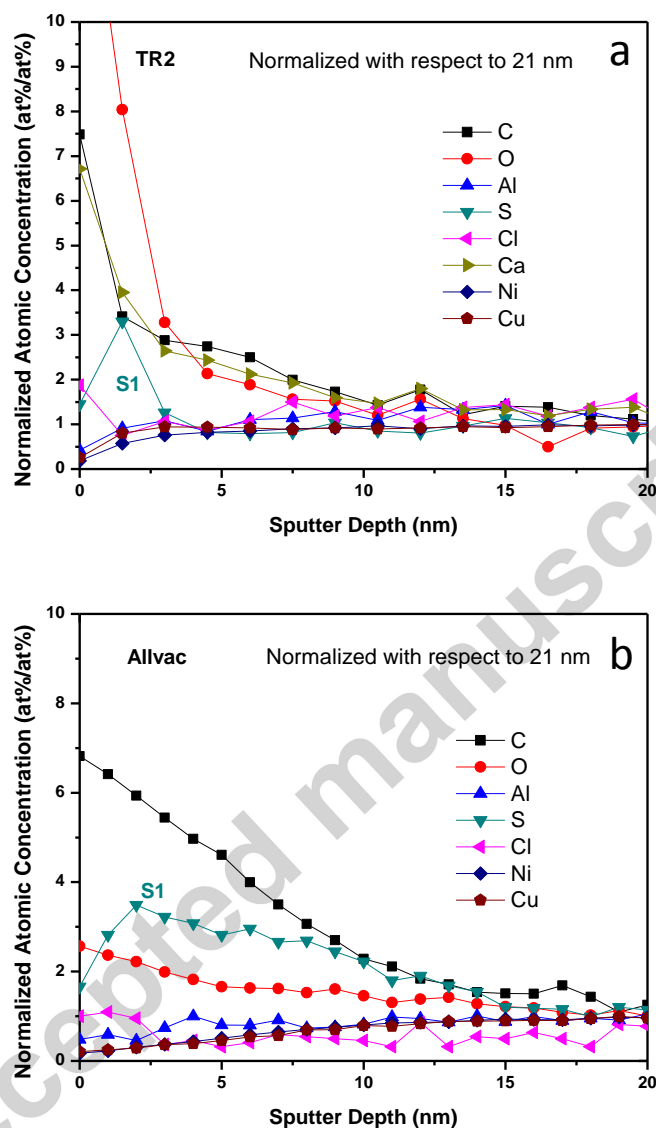 10
9
8
7
6
5
4
3
2
1
0
Normalized Atomic Concentration (at%/at%)
TR2
Normalized with respect to 21 nm
a
C
O
Al
S
Cl
Ca
Ni
Cu
S1
0 5 10 15 20
Sputter Depth (nm)
10
8
6
4
2
0
Normalized Atomic Concentration (at%/at%)
Allvac
Normalized with respect to 21 nm
b
C
O
Al
S
Cl
Ni
Cu
S1
0 5 10 15 20
Sputter Depth (nm)
ccepted manuscri